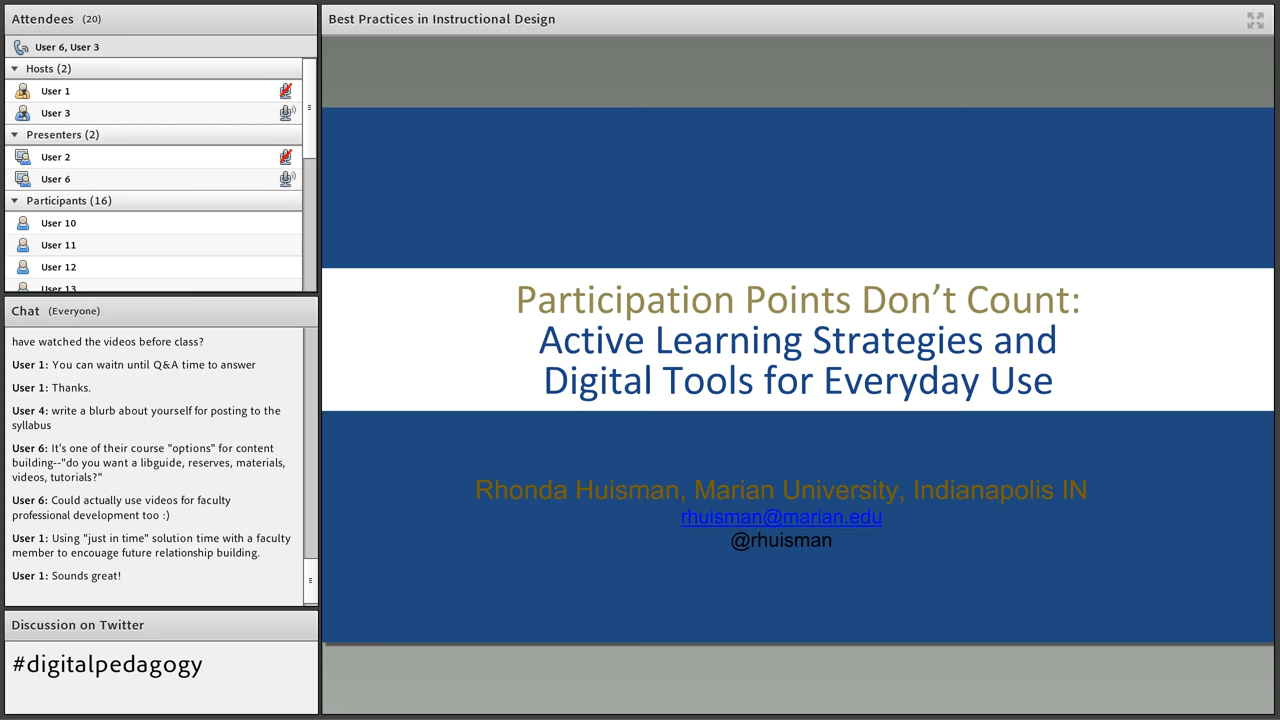 Attendees (20)
User 6, User 3
Hosts (2)
User 1
User 3
Presenters (2)
User 2
User 6
Participants (16)
User 10
User 11
User 12
User 13
Chat (Everyone)
have watched the videos before class?
User 1: You can waitn until Q&A time to answer
User 1: Thanks.
User 4: write a blurb about yourself for posting to the
syllabus
User 6: It's one of their course "options" for content
building--"do you want a libguide, reserves, materials,
videos, tutorials?"
User 6: Could actually use videos for faculty
professional development too :)
User 1: Using "just in time" solution time with a faculty
member to encouage future relationship building.
User 1: Sounds great!
Discussion on Twitter
#digitalpedagogy
Best Practices in Instructional Design
Participation Points Don’t Count:
Active Learning Strategies and
Digital Tools for Everyday Use
Rhonda Huisman, Marian University, Indianapolis IN
rhuisman@marian.edu
@rhuisman